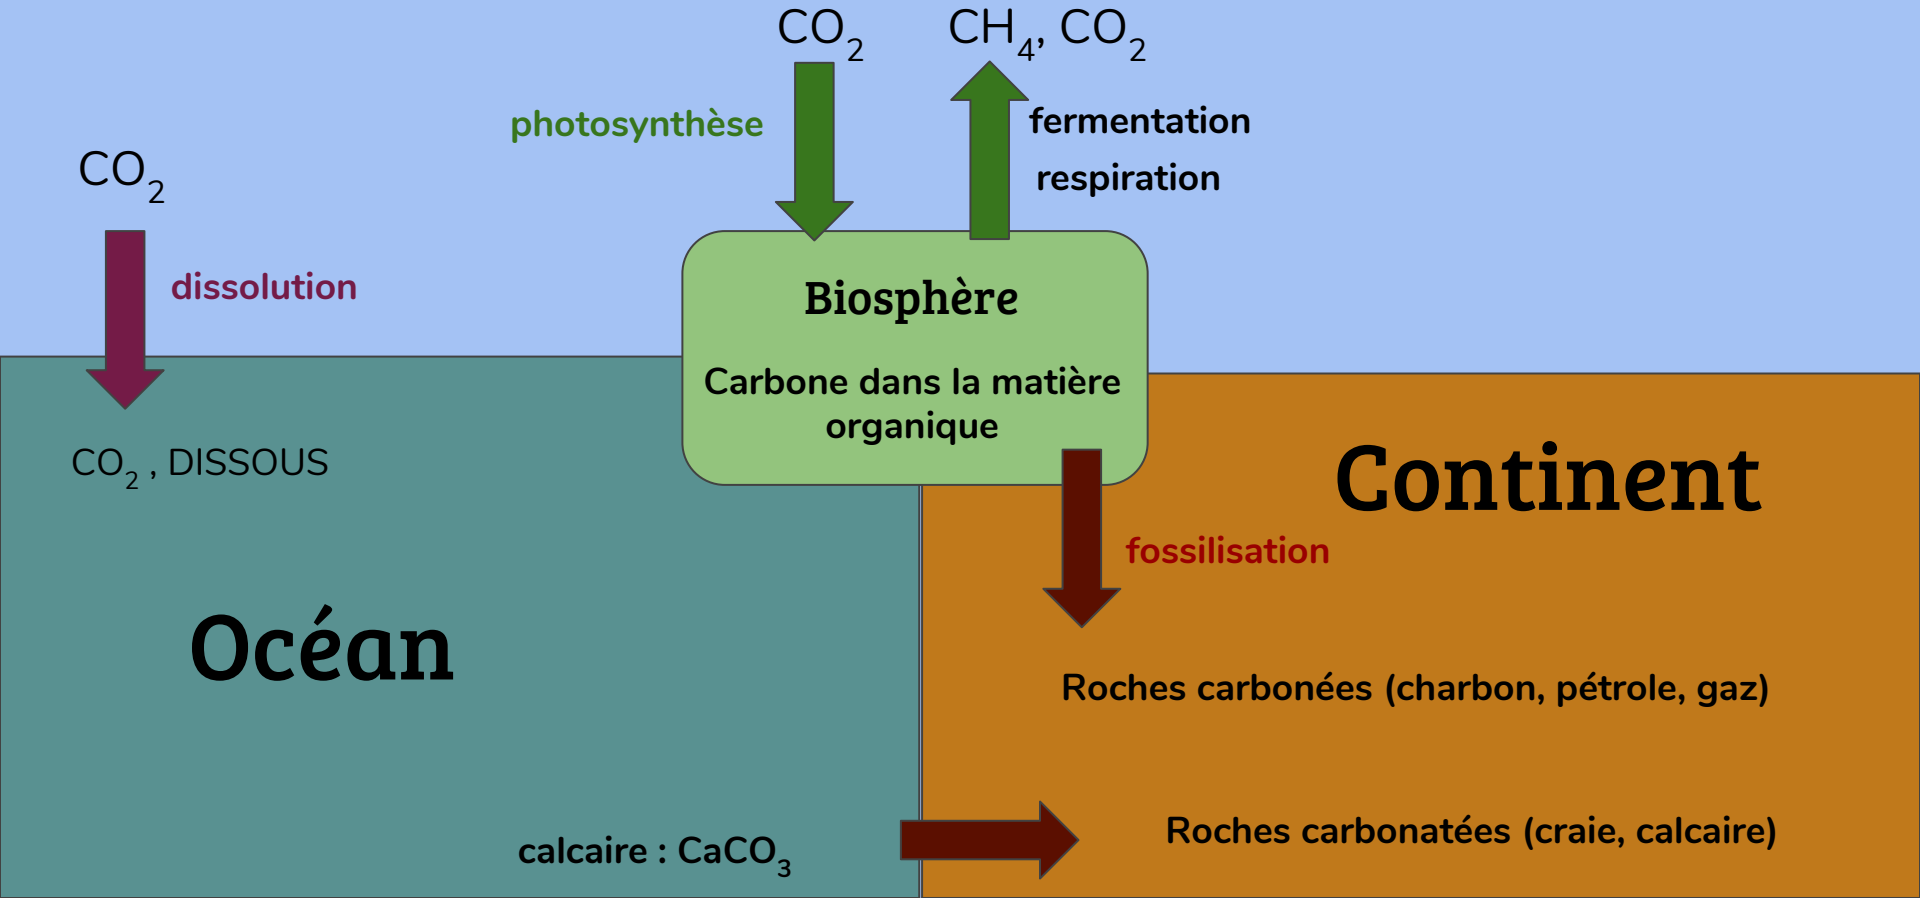 CO₂
CH₄, CO₂
photosynthèse
fermentation
respiration
CO₂
dissolution
Biosphère
Carbone dans la matière
organique
CO₂ , DISSOUS
Continent
fossilisation
Océan
Roches carbonées (charbon, pétrole, gaz)
calcaire : CaCO₃
Roches carbonatées (craie, calcaire)